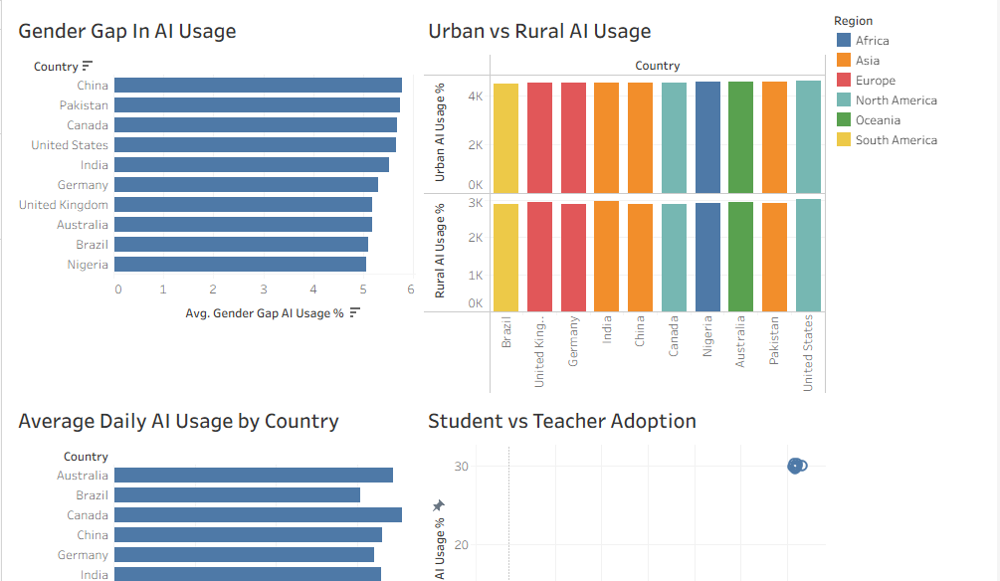 Gender Gap In AI Usage
Country
China
Pakistan
Canada
United States
India
Germany
United Kingdom
Australia
Brazil
Nigeria
0 1 2 3 4 5 6
Avg. Gender Gap AI Usage %
Urban vs Rural AI Usage
Country
Urban AI Usage %
4K
2K
0K
Rural AI Usage %
3K
2K
1K
0K
Brazil
United King..
Germany
India
China
Canada
Nigeria
Australia
Pakistan
United States
Region
Africa
Asia
Europe
North America
Oceania
South America
Average Daily AI Usage by Country
Country
Australia
Brazil
Canada
China
Germany
India
Student vs Teacher Adoption
AI Usage %
30
20